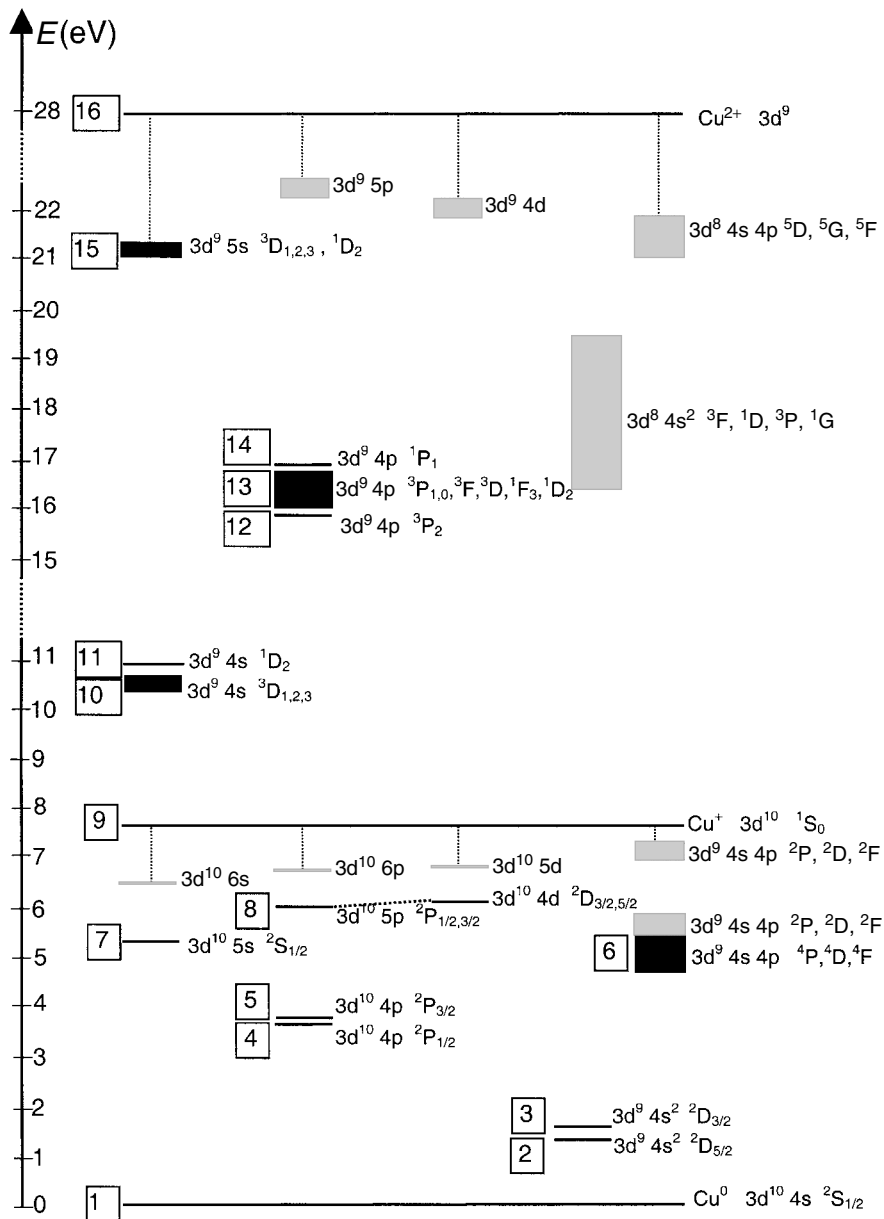 E(eV)
28 16 Cu²⁺ 3d⁹
3d⁹ 5p
22 3d⁹ 4d
15 3d⁹ 5s ³D₁,₂,₃ , ¹D₂ 3d⁸ 4s 4p ⁵D, ⁵G, ⁵F
21
20
19
18 3d⁸ 4s² ³F, ¹D, ³P, ¹G
14
17 3d⁹ 4p ¹P₁
13 3d⁹ 4p ³P₁,₀,³F,³D,¹F₃,¹D₂
16
12 3d⁹ 4p ³P₂
15
11 11 3d⁹ 4s ¹D₂
10 3d⁹ 4s ³D₁,₂,₃
10
9
8 9 Cu⁺ 3d¹⁰ ¹S₀
7 3d⁹ 4s 4p ²P, ²D, ²F
3d¹⁰ 6s 3d¹⁰ 6p 3d¹⁰ 5d
6 8 3d¹⁰ 5p ²P₁/₂,₃/₂ 3d¹⁰ 4d ²D₃/₂,₅/₂
3d⁹ 4s 4p ²P, ²D, ²F
7 3d¹⁰ 5s ²S₁/₂
5 6 3d⁹ 4s 4p ⁴P,⁴D,⁴F
4 5 3d¹⁰ 4p ²P₃/₂
4 3d¹⁰ 4p ²P₁/₂
3
2 3 3d⁹ 4s² ²D₃/₂
2 3d⁹ 4s² ²D₅/₂
1
0 1 Cu⁰ 3d¹⁰ 4s ²S₁/₂